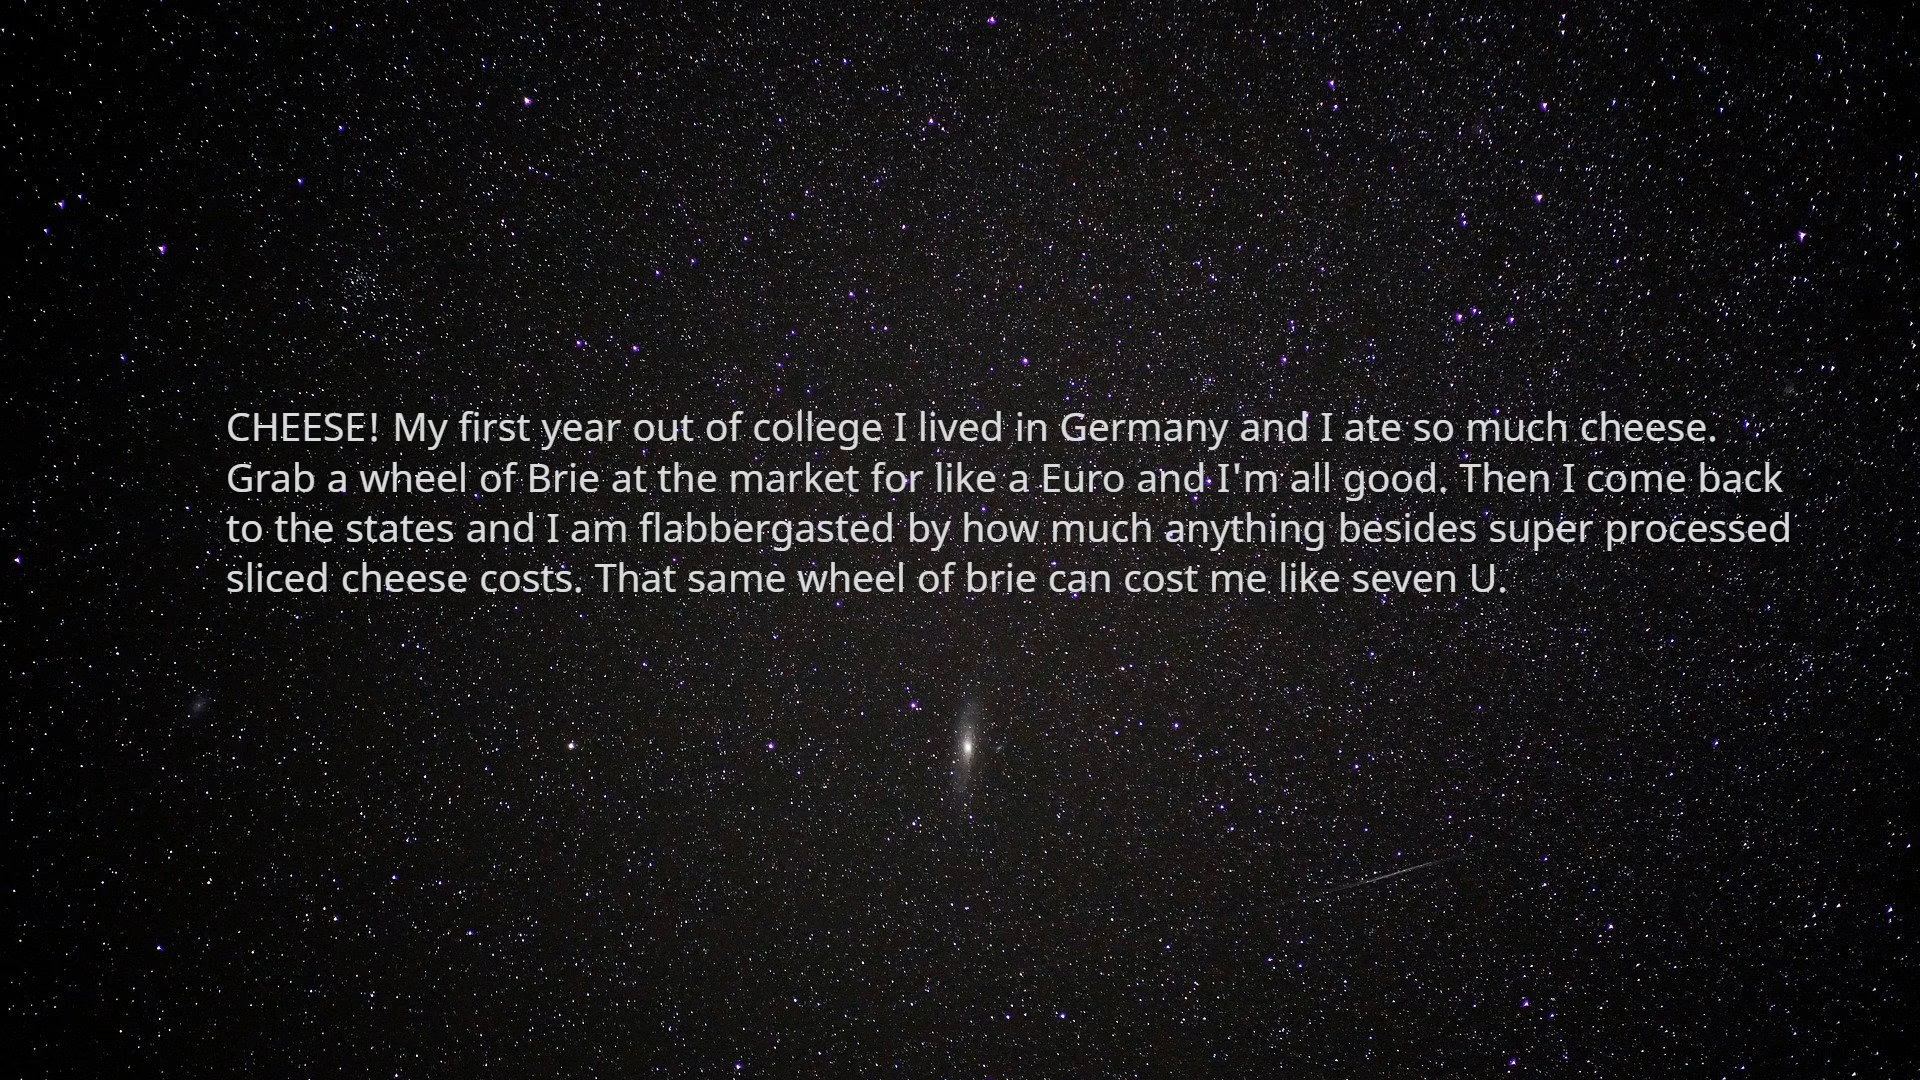 CHEESE! My first year out of college I lived in Germany and I ate so much cheese.
Grab a wheel of Brie at the market for like a Euro and I'm all good. Then I come back
to the states and I am flabbergasted by how much anything besides super processed
sliced cheese costs. That same wheel of brie can cost me like seven U.